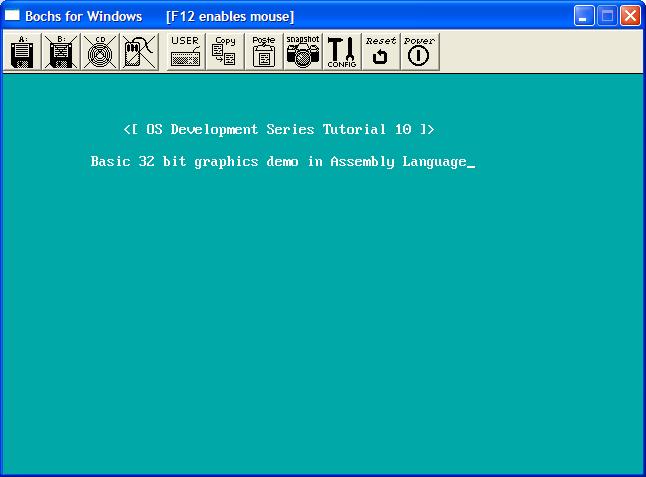 Bochs for Windows [F12 enables mouse]
A: B: CD USER Copy Paste snapshot CONFIG Reset Power
<[ OS Development Series Tutorial 10 ]>
Basic 32 bit graphics demo in Assembly Language_